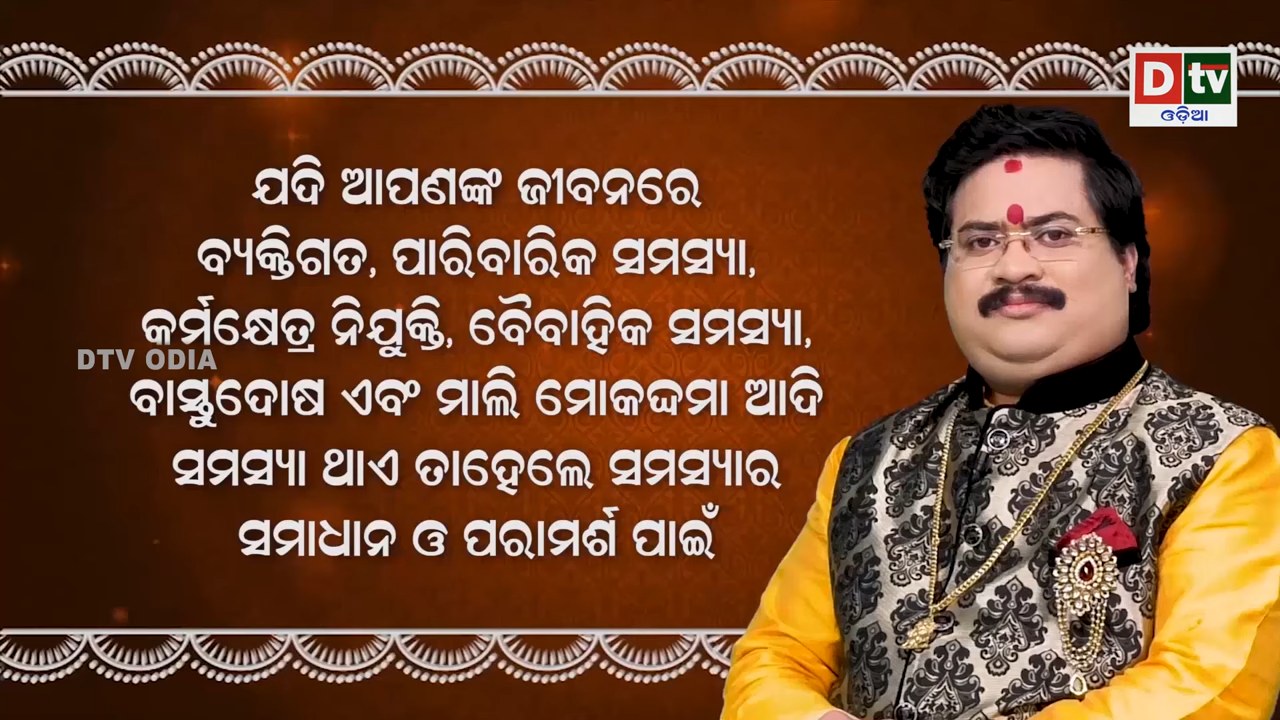 D tv
ଓଡ଼ିଆ
ଯଦି ଆପଣଙ୍କ ଜୀବନରେ
ବ୍ୟକ୍ତିଗତ, ପାରିବାରିକ ସମସ୍ୟା,
କର୍ମକ୍ଷେତ୍ର ନିଯୁକ୍ତି, ବୈବାହିକ ସମସ୍ୟା,
DTV ODIA
ବାସ୍ତୁଦୋଷ ଏବଂ ମାଲି ମୋକଦ୍ଦମା ଆଦି
ସମସ୍ୟା ଥାଏ ତାହେଲେ ସମସ୍ୟାର
ସମାଧାନ ଓ ପରାମର୍ଶ ପାଇଁ